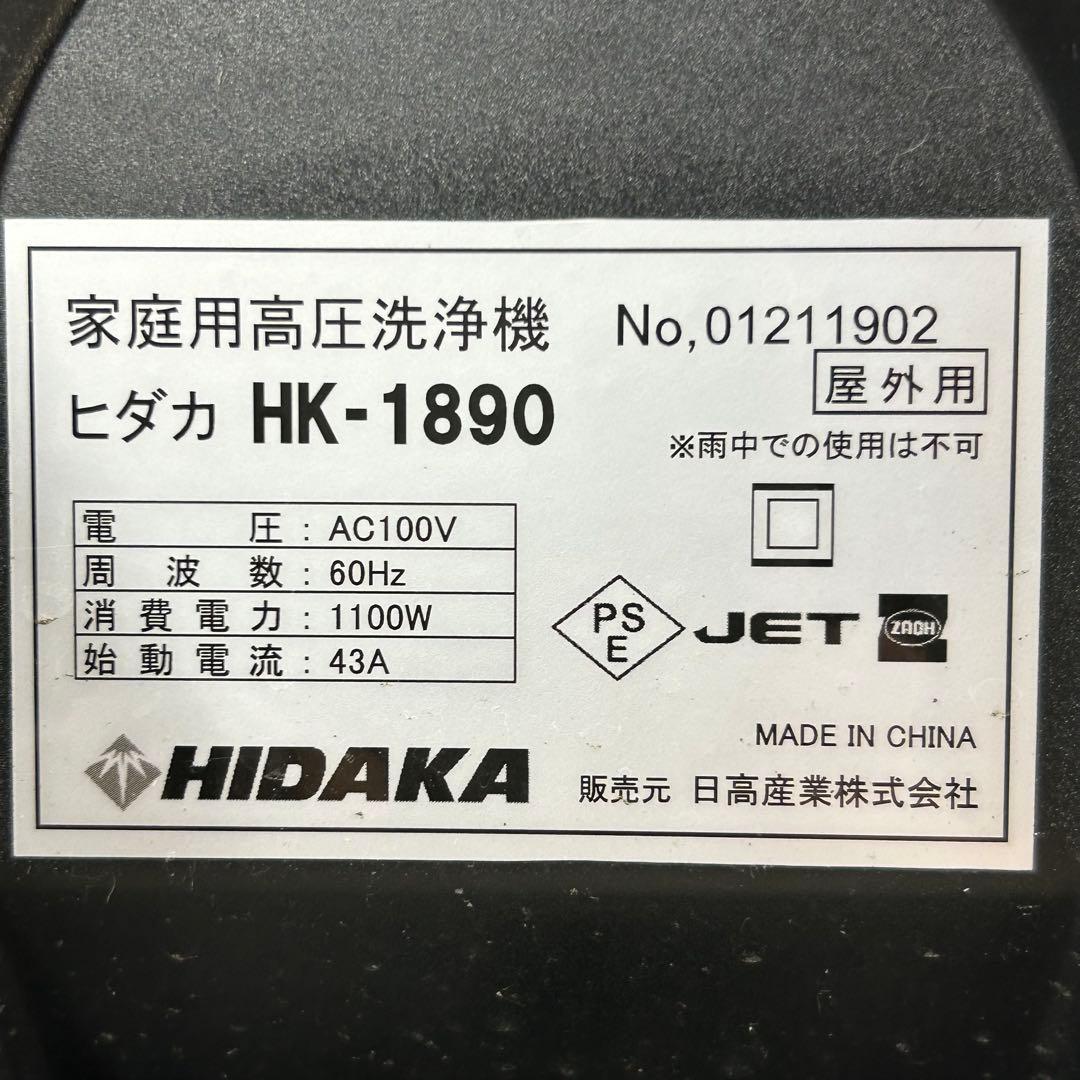 家庭用高圧洗浄機 No,01211902
ヒダカ HK-1890 屋外用
※雨中での使用は不可
電圧：AC100V
周波数：60Hz
消費電力：1100W
始動電流：43A
PSE JET ZAOH
MADE IN CHINA
HIDAKA 販売元 日高産業株式会社